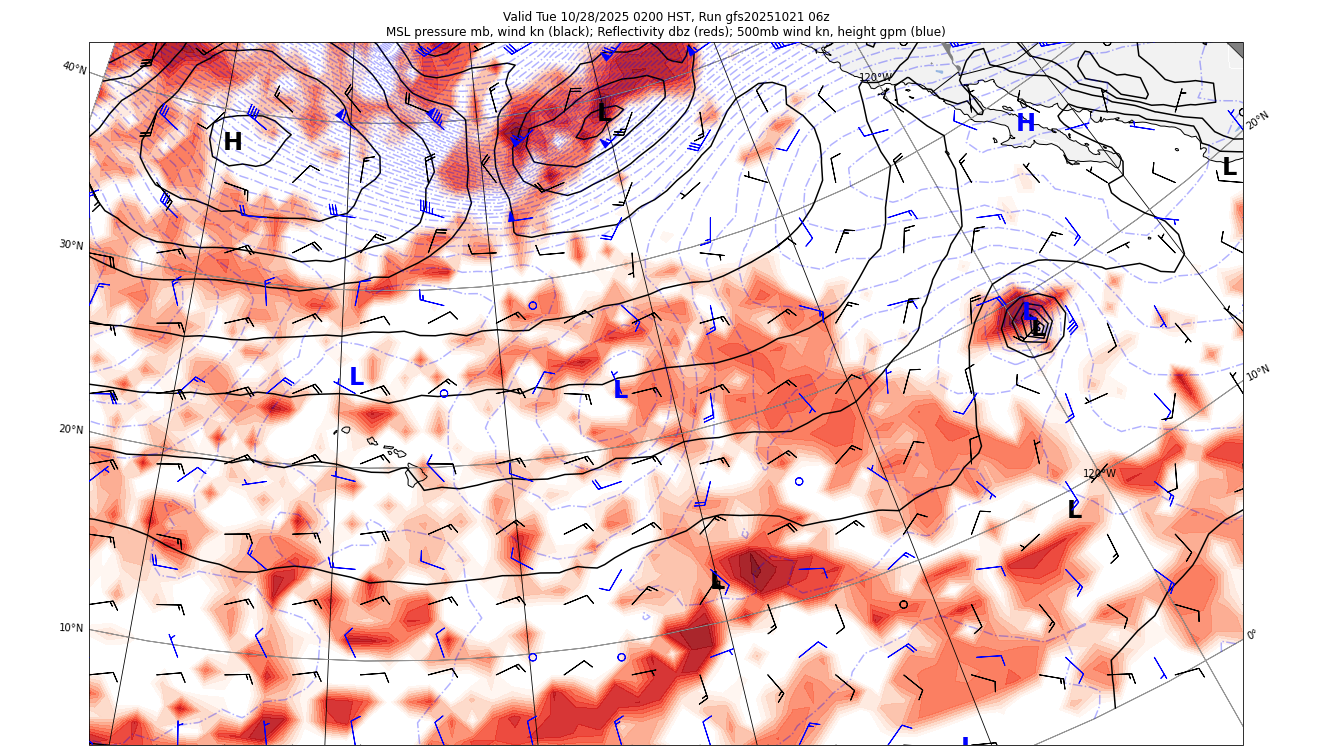 Valid Tue 10/28/2025 0200 HST, Run gfs20251021 06z
MSL pressure mb, wind kn (black); Reflectivity dbz (reds); 500mb wind kn, height gpm (blue)
40°N
120°W
L
H
20°N
H
L
30°N
L
L
10°N
L
L
20°N
120°W
L
L
10°N
0°
L